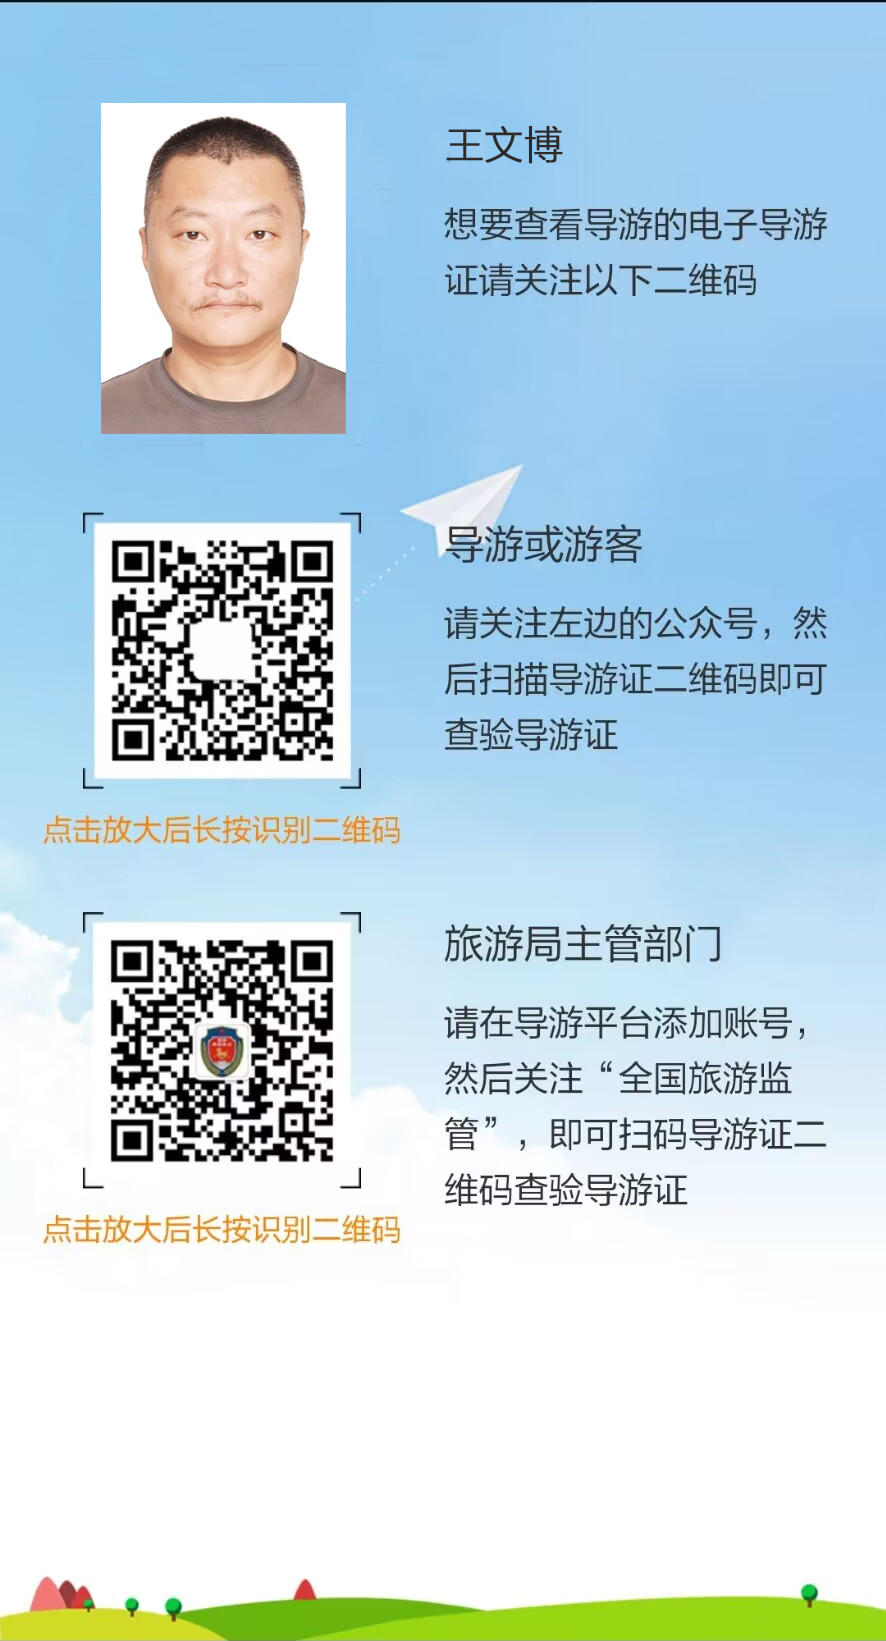 王文博
想要查看导游的电子导游
证请关注以下二维码
导游或游客
请关注左边的公众号，然
后扫描导游证二维码即可
查验导游证
点击放大后长按识别二维码
旅游局主管部门
请在导游平台添加账号，
然后关注“全国旅游监
管”，即可扫码导游证二
维码查验导游证
点击放大后长按识别二维码